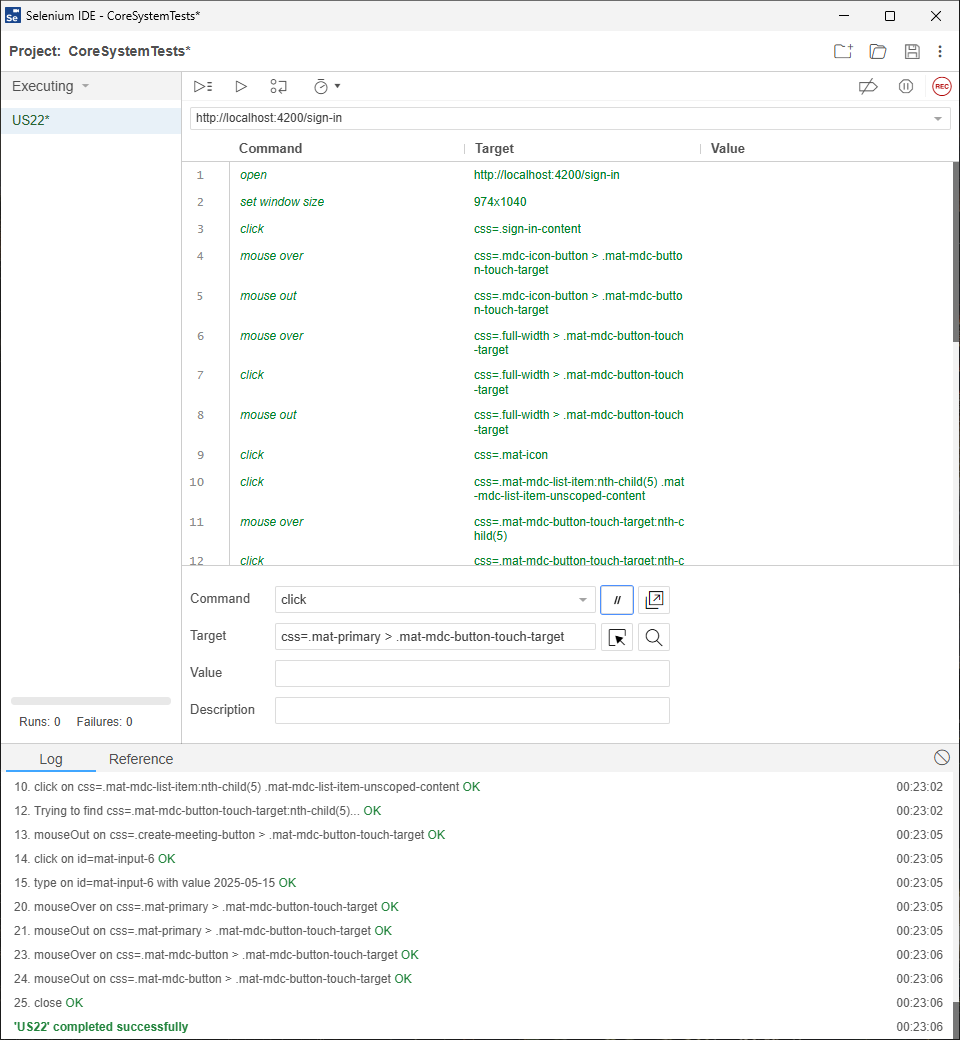 Selenium IDE - CoreSystemTests*
Project: CoreSystemTests*
Executing
REC
US22*
http://localhost:4200/sign-in
Command Target Value
1 open http://localhost:4200/sign-in
2 set window size 974x1040
3 click css=.sign-in-content
4 mouse over css=.mdc-icon-button > .mat-mdc-butto
n-touch-target
5 mouse out css=.mdc-icon-button > .mat-mdc-butto
n-touch-target
6 mouse over css=.full-width > .mat-mdc-button-touch
-target
7 click css=.full-width > .mat-mdc-button-touch
-target
8 mouse out css=.full-width > .mat-mdc-button-touch
-target
9 click css=.mat-icon
10 click css=.mat-mdc-list-item:nth-child(5) .mat
-mdc-list-item-unscoped-content
11 mouse over css=.mat-mdc-button-touch-target:nth-c
hild(5)
12 click css=.mat-mdc-button-touch-target:nth-c
Command click //
Target css=.mat-primary > .mat-mdc-button-touch-target
Value
Description
Runs: 0 Failures: 0
Log Reference
10. click on css=.mat-mdc-list-item:nth-child(5) .mat-mdc-list-item-unscoped-content OK 00:23:02
12. Trying to find css=.mat-mdc-button-touch-target:nth-child(5)... OK 00:23:02
13. mouseOut on css=.create-meeting-button > .mat-mdc-button-touch-target OK 00:23:05
14. click on id=mat-input-6 OK 00:23:05
15. type on id=mat-input-6 with value 2025-05-15 OK 00:23:05
20. mouseOver on css=.mat-primary > .mat-mdc-button-touch-target OK 00:23:05
21. mouseOut on css=.mat-primary > .mat-mdc-button-touch-target OK 00:23:05
23. mouseOver on css=.mat-mdc-button > .mat-mdc-button-touch-target OK 00:23:06
24. mouseOut on css=.mat-mdc-button > .mat-mdc-button-touch-target OK 00:23:06
25. close OK 00:23:06
'US22' completed successfully 00:23:06